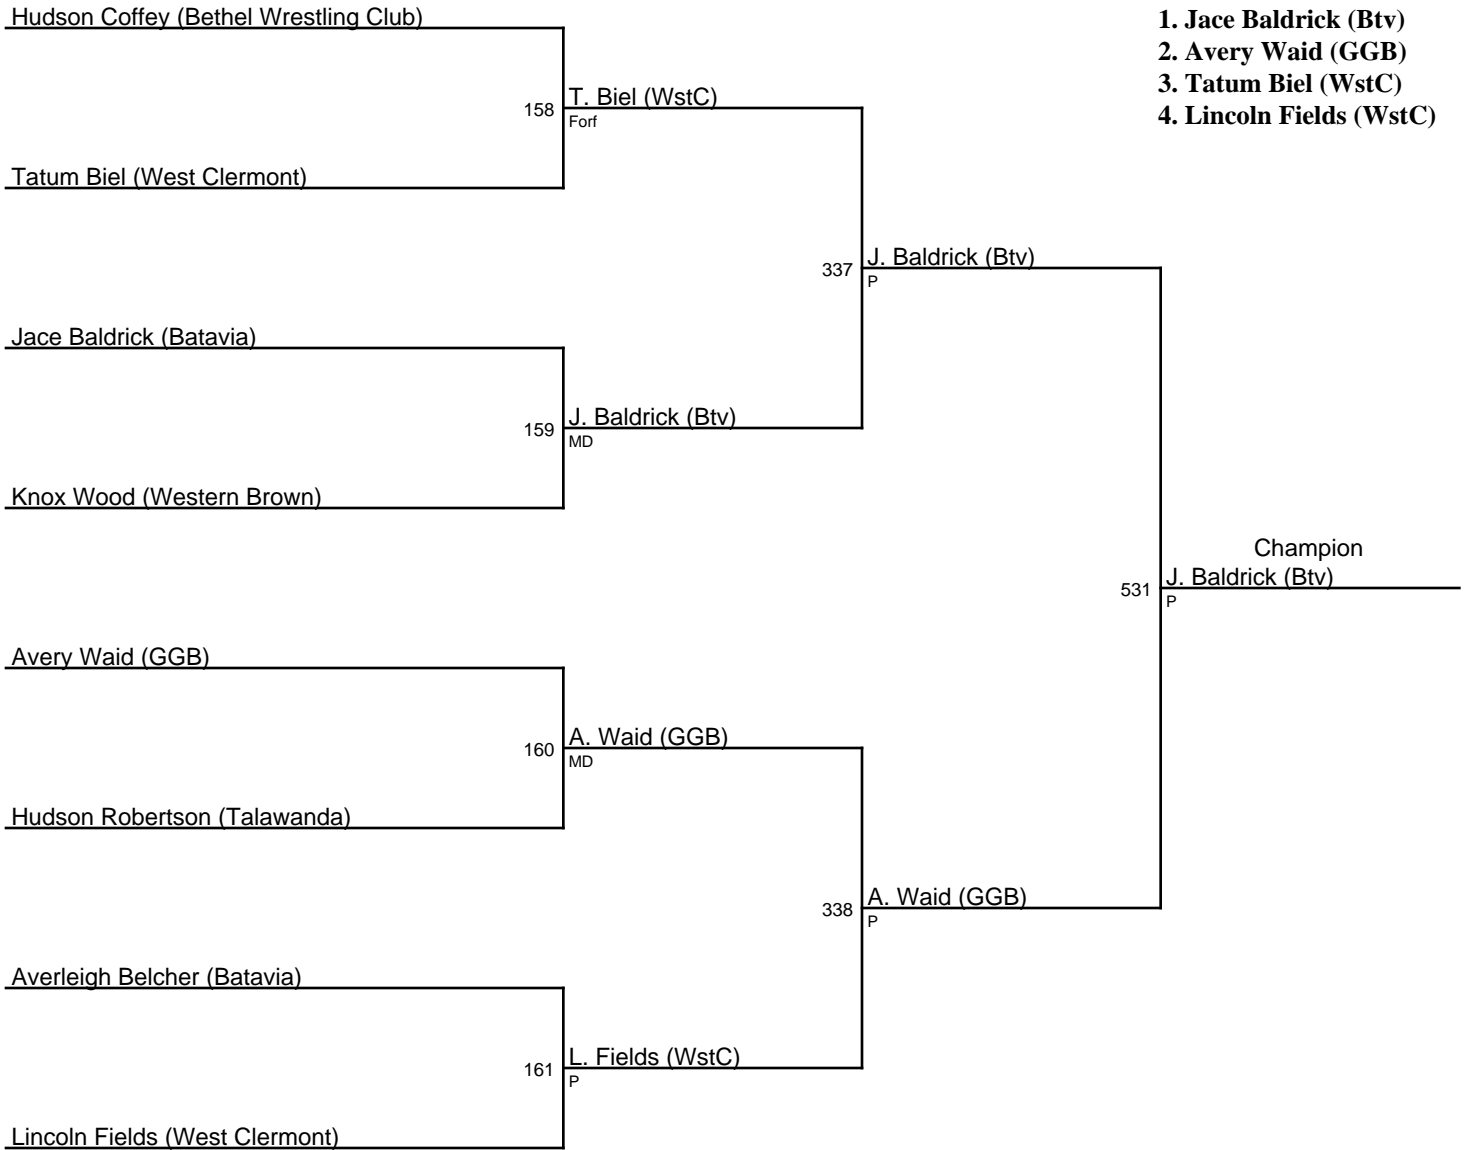 Hudson Coffey (Bethel Wrestling Club)
1. Jace Baldrick (Btv)
2. Avery Waid (GGB)
3. Tatum Biel (WstC)
4. Lincoln Fields (WstC)
158
T. Biel (WstC)
Forf
Tatum Biel (West Clermont)
337
J. Baldrick (Btv)
P
Jace Baldrick (Batavia)
159
J. Baldrick (Btv)
MD
Knox Wood (Western Brown)
Champion
531
J. Baldrick (Btv)
P
Avery Waid (GGB)
160
A. Waid (GGB)
MD
Hudson Robertson (Talawanda)
338
A. Waid (GGB)
P
Averleigh Belcher (Batavia)
161
L. Fields (WstC)
P
Lincoln Fields (West Clermont)